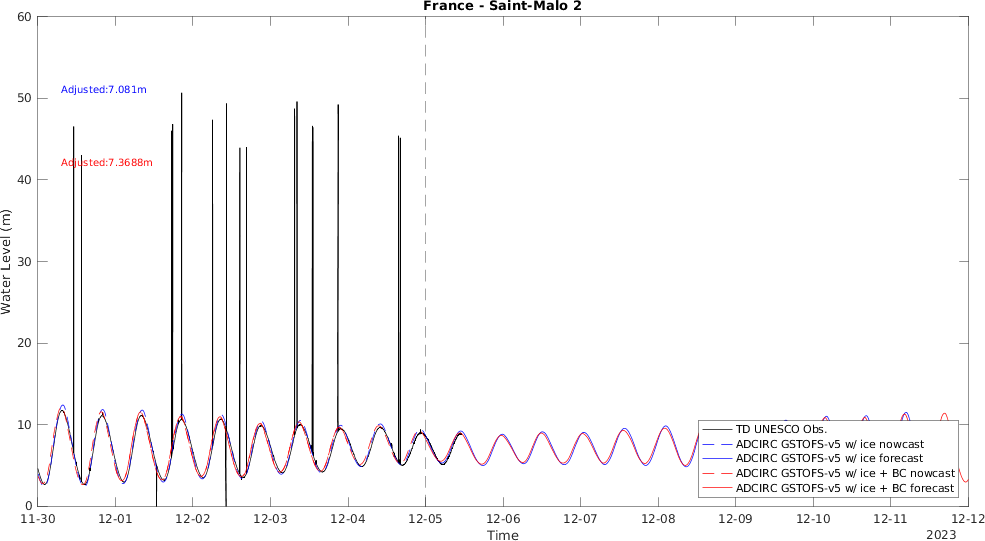 France - Saint-Malo 2
60
50
40
30
20
10
0
Water Level (m)
Adjusted:7.081m
Adjusted:7.3688m
TD UNESCO Obs.
ADCIRC GSTOFS-v5 w/ ice nowcast
ADCIRC GSTOFS-v5 w/ ice forecast
ADCIRC GSTOFS-v5 w/ ice + BC nowcast
ADCIRC GSTOFS-v5 w/ ice + BC forecast
11-30 12-01 12-02 12-03 12-04 12-05 12-06 12-07 12-08 12-09 12-10 12-11 12-12
Time
2023